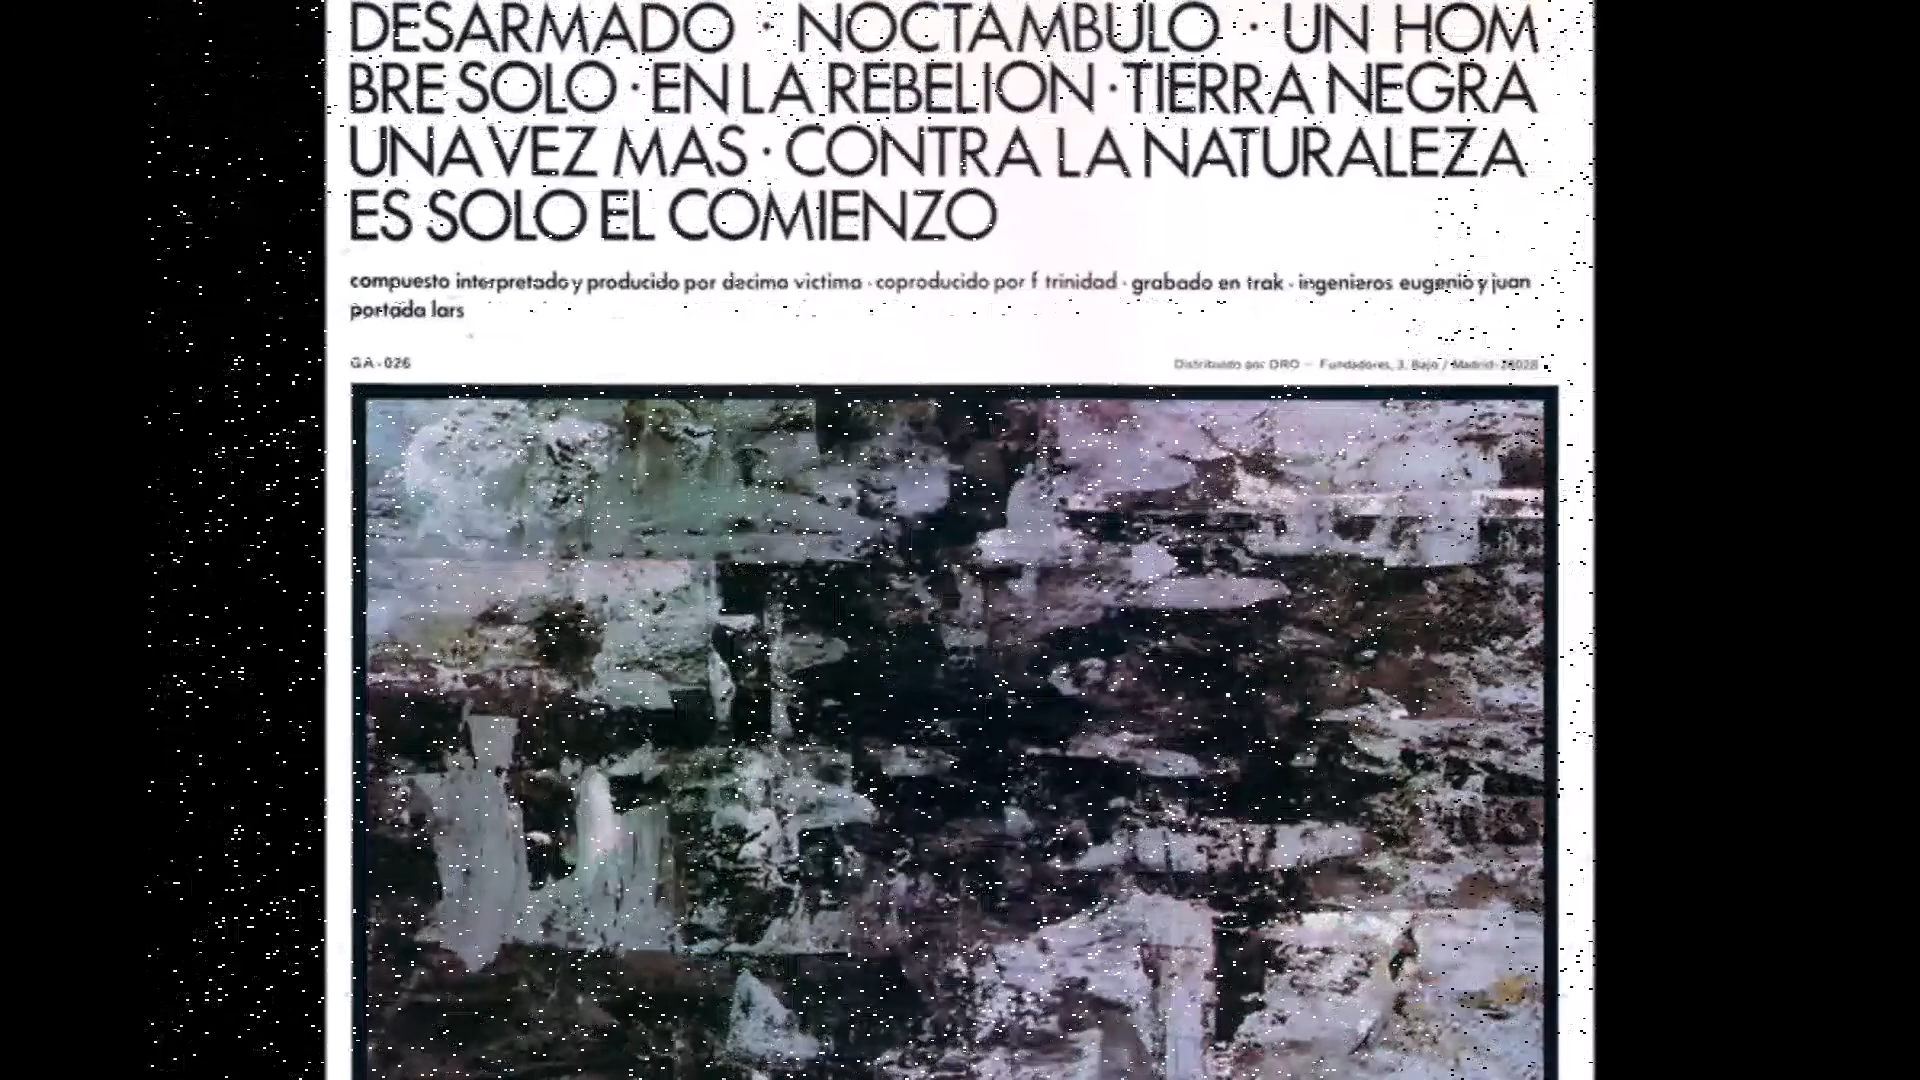 DESARMADO · NOCTAMBULO · UN HOM
BRE SOLO · EN LA REBELION · TIERRA NEGRA
UNA VEZ MAS · CONTRA LA NATURALEZA
ES SOLO EL COMIENZO
compuesto interpretado y producido por decima victima · coproducido por f trinidad · grabado en trak · ingenieros eugenio y juan
portada lars
GA-026
Distribuido por DRO — Fundadores, 3, Bajo / Madrid-28028